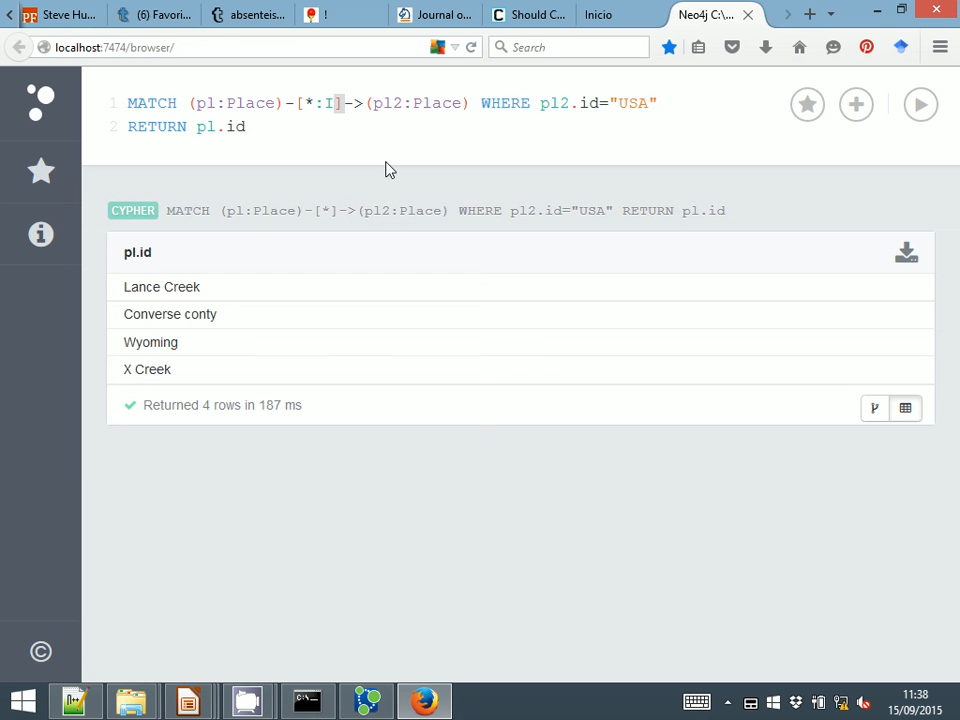 Steve Hu...
(6) Favori...
absenteis...
!
Journal o...
Should C...
Inicio
Neo4j C:\...
localhost:7474/browser/
Search
1 MATCH (pl:Place)-[*:I]->(pl2:Place) WHERE pl2.id="USA"
2 RETURN pl.id
CYPHER MATCH (pl:Place)-[*]->(pl2:Place) WHERE pl2.id="USA" RETURN pl.id
pl.id
Lance Creek
Converse conty
Wyoming
X Creek
Returned 4 rows in 187 ms
11:38
15/09/2015